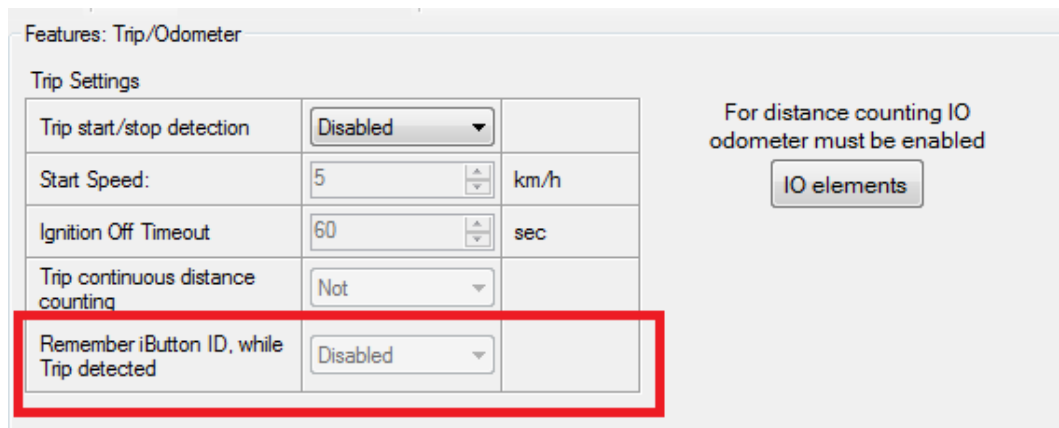 Features: Trip/Odometer
Trip Settings
Trip start/stop detection Disabled
Start Speed: 5 km/h
Ignition Off Timeout 60 sec
Trip continuous distance
counting Not
Remember iButton ID, while
Trip detected Disabled
For distance counting IO
odometer must be enabled
IO elements